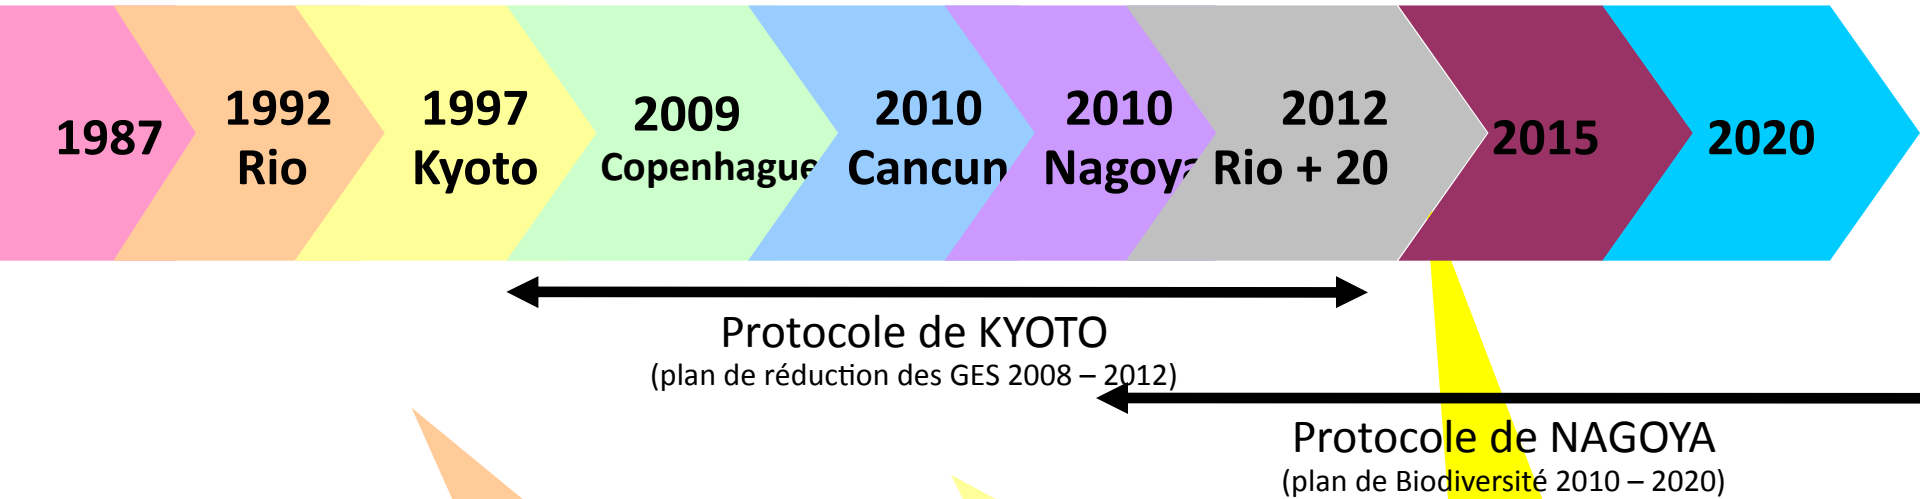 1987
1992
Rio
1997
Kyoto
2009
Copenhague
2010
Cancun
2010
Nagoya
2012
Rio + 20
2015
2020
Protocole de KYOTO
(plan de réduction des GES 2008 – 2012)
Protocole de NAGOYA
(plan de Biodiversité 2010 – 2020)